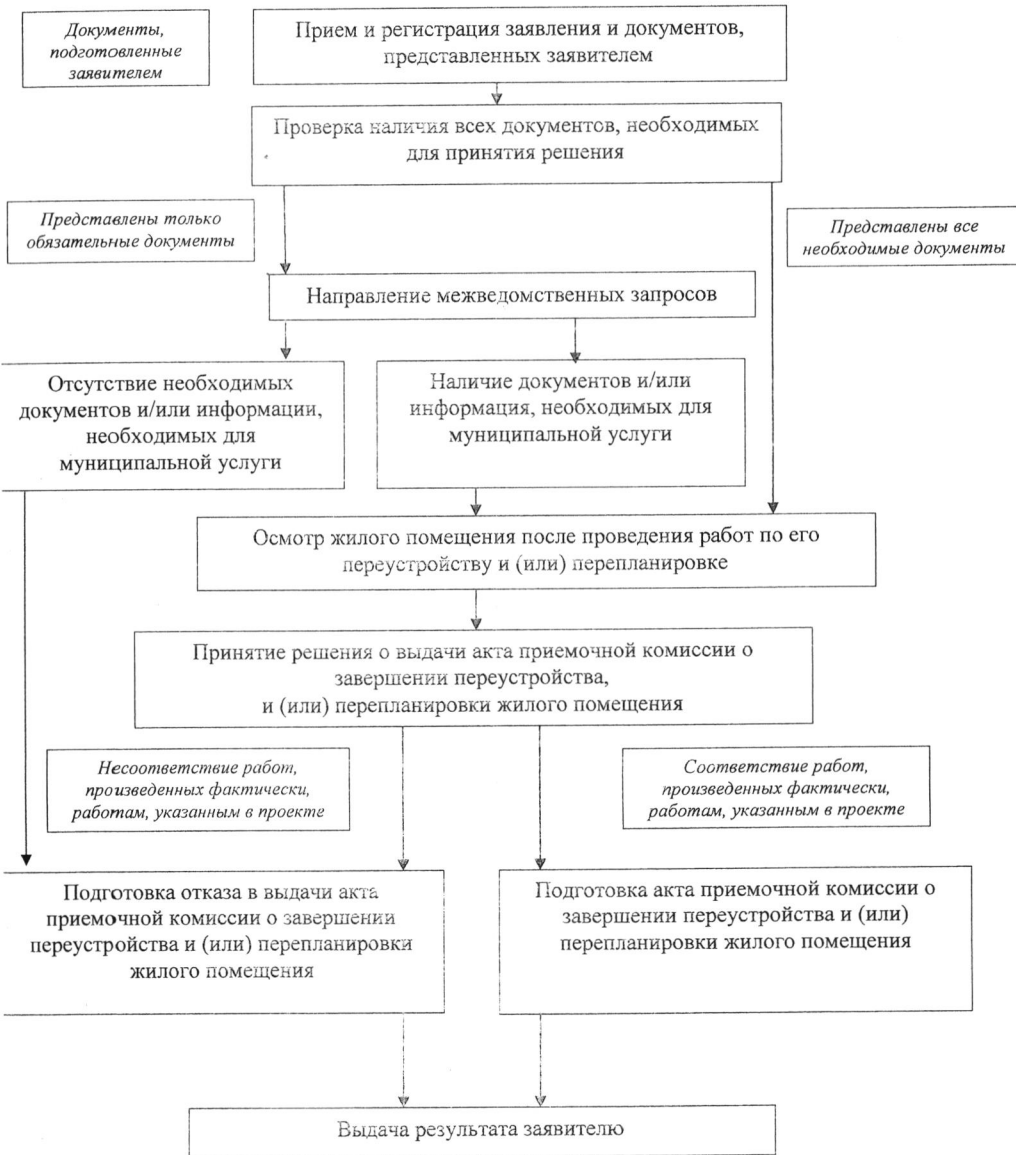 Документы,
подготовленные
заявителем
Прием и регистрация заявления и документов,
представленных заявителем
Проверка наличия всех документов, необходимых
для принятия решения
Представлены только
обязательные документы
Представлены все
необходимые документы
Направление межведомственных запросов
Отсутствие необходимых
документов и/или информации,
необходимых для
муниципальной услуги
Наличие документов и/или
информация, необходимых для
муниципальной услуги
Осмотр жилого помещения после проведения работ по его
переустройству и (или) перепланировке
Принятие решения о выдачи акта приемочной комиссии о
завершении переустройства,
и (или) перепланировки жилого помещения
Несоответствие работ,
произведенных фактически,
работам, указанным в проекте
Соответствие работ,
произведенных фактически,
работам, указанным в проекте
Подготовка отказа в выдачи акта
приемочной комиссии о завершении
переустройства и (или) перепланировки
жилого помещения
Подготовка акта приемочной комиссии о
завершении переустройства и (или)
перепланировки жилого помещения
Выдача результата заявителю